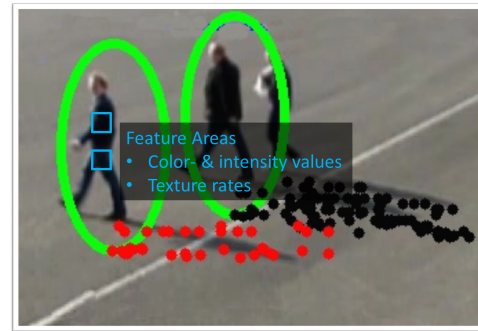 Feature Areas
• Color- & intensity values
• Texture rates